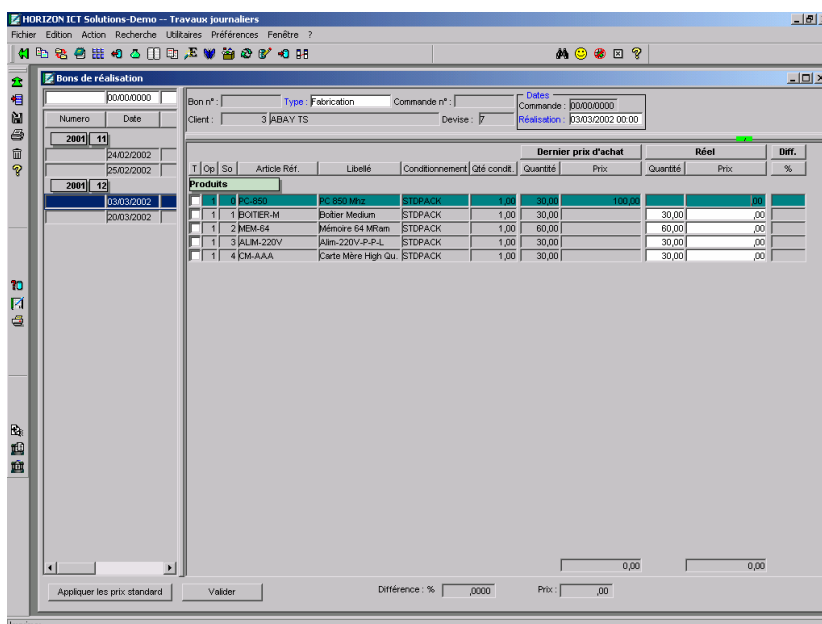 HORIZON ICT Solutions-Demo -- Travaux journaliers
Fichier Edition Action Recherche Utilitaires Préférences Fenêtre ?
Bons de réalisation
00/00/0000
Numero Date
2001 11
24/02/2002
25/02/2002
2001 12
03/03/2002
20/03/2002
Bon n° : Type : Fabrication Commande n° :
Client : 3 ABAY TS Devise : 7
Dates
Commande : 00/00/0000
Réalisation : 03/03/2002 00:00
Dernier prix d'achat Réel Diff.
T Op So Article Réf. Libellé Conditionnement Qté condit. Quantité Prix Quantité Prix %
Produits
1 0 PC-850 PC 850 Mhz STDPACK 1,00 30,00 100,00 ,00
1 1 BOITIER-M Boitier Medium STDPACK 1,00 30,00 30,00 ,00
1 2 MEM-64 Mémoire 64 MRam STDPACK 1,00 60,00 60,00 ,00
1 3 ALIM-220V Alim-220V-P-P-L STDPACK 1,00 30,00 30,00 ,00
1 4 CM-AAA Carte Mère High Qu. STDPACK 1,00 30,00 30,00 ,00
0,00 0,00
Appliquer les prix standard Valider Différence : % ,0000 Prix : ,00